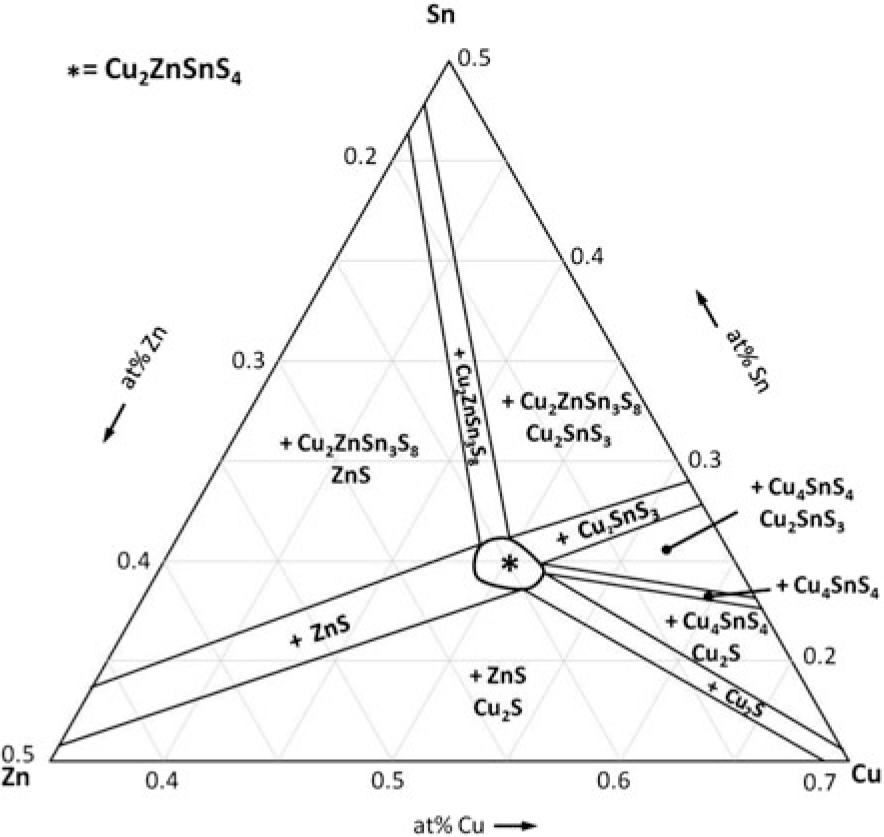 Sn
0.5
*= Cu₂ZnSnS₄
0.2
0.4
at% Zn
at% Sn
0.3
+ Cu₂ZnSn₃S₈
+ Cu₂ZnSn₃S₈
Cu₂SnS₃
+ Cu₂ZnSn₃S₈
ZnS
0.3
+ Cu₄SnS₄
Cu₂SnS₃
+ Cu₂SnS₃
0.4
*
+ Cu₄SnS₄
+ ZnS
+ Cu₄SnS₄
Cu₂S
0.2
+ ZnS
Cu₂S
+ Cu₂S
0.5
Zn
Cu
0.4
0.5
0.6
0.7
at% Cu